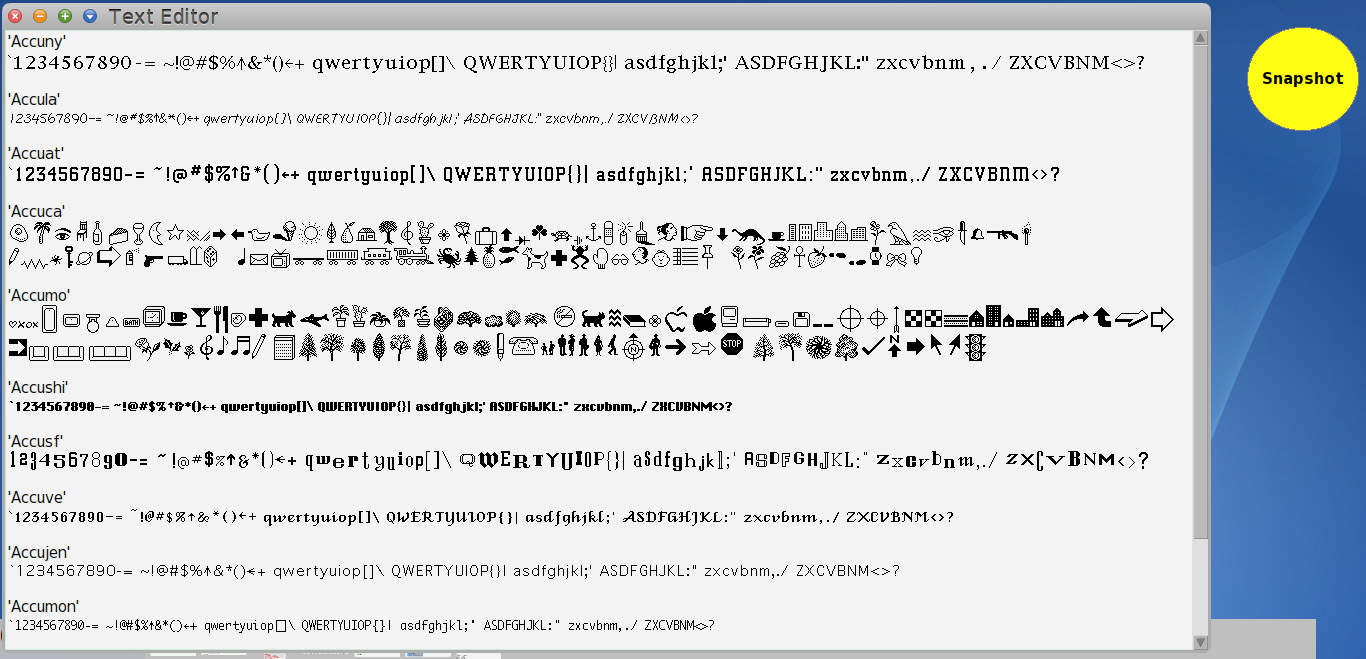 Text Editor
'Accuny'
`1234567890-= ~!@#$%↑&*()←+ qwertyuiop[]\ QWERTYUIOP{}| asdfghjkl;' ASDFGHJKL:" zxcvbnm,./ ZXCVBNM<>?
Snapshot
'Accula'
`1234567890-= ~!@#$%↑&*()←+ qwertyuiop[]\ QWERTYUIOP{}| asdfghjkl;' ASDFGHJKL:" zxcvbnm,./ ZXCVBNM<>?
'Accuat'
`1234567890-= ~!@#$%↑&*()←+ qwertyuiop[]\ QWERTYUIOP{}| asdfghjkl;' ASDFGHJKL:" zxcvbnm,./ ZXCVBNM<>?
'Accuca'
'Accumo'
XOX
BATH
STOP
N
'Accushi'
`1234567890-= ~!@#$%↑&*()←+ qwertyuiop[]\ QWERTYUIOP{}| asdfghjkl;' ASDFGHJKL:" zxcvbnm,./ ZXCVBNM<>?
'Accusf'
1234567890-= ~!@#$%↑&*()←+ qwertyuiop[]\ QWERTYUIOP{}| asdfghjkl;' ASDFGHJKL:" zxcvbnm,./ ZXCVBNM<>?
'Accuve'
`1234567890-= ~!@#$%↑&*()←+ qwertyuiop[]\ QWERTYUIOP{}| asdfghjkl;' ASDFGHJKL:" zxcvbnm,./ ZXCVBNM<>?
'Accujen'
`1234567890-= ~!@#$%↑&*()←+ qwertyuiop[]\ QWERTYUIOP{}| asdfghjkl;' ASDFGHJKL:" zxcvbnm,./ ZXCVBNM<>?
'Accumon'
`1234567890-= ~!@#$%↑&*()←+ qwertyuiop[]\ QWERTYUIOP{}| asdfghjkl;' ASDFGHJKL:" zxcvbnm,./ ZXCVBNM<>?